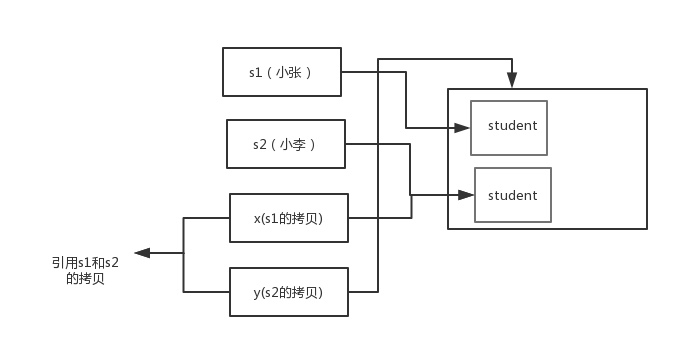 s1（小张）
student
s2（小李）
student
x(s1的拷贝)
引用s1和s2
的拷贝
y(s2的拷贝)